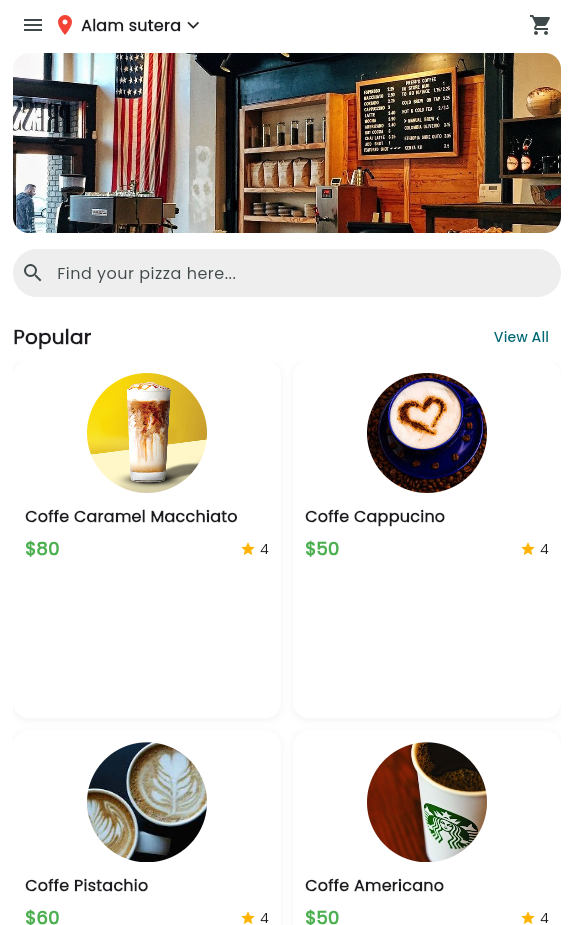 Alam sutera
Find your pizza here...
Popular
View All
Coffe Caramel Macchiato
$80
4
Coffe Cappucino
$50
4
Coffe Pistachio
$60
4
Coffe Americano
$50
4